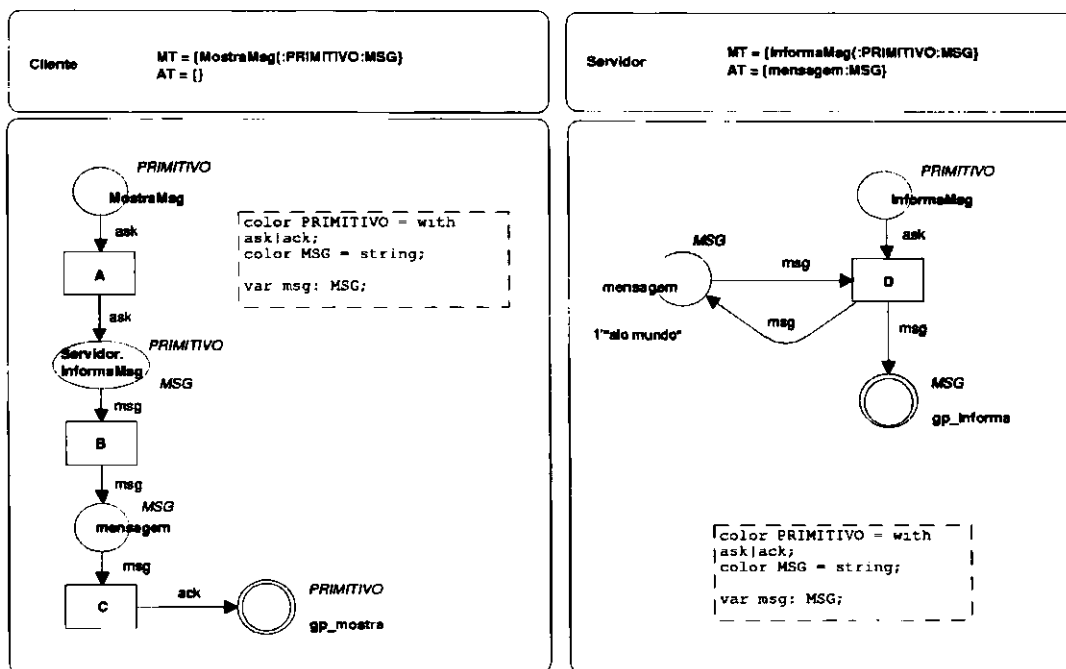 Cliente
MT = {MostraMsg(:PRIMITIVO:MSG}
AT = {}
PRIMITIVO
MostraMsg
ask
A
ask
Servidor.
InformaMsg
PRIMITIVO
MSG
msg
B
msg
MSG
mensagem
msg
C
ack
PRIMITIVO
gp_mostra
color PRIMITIVO = with
ask|ack;
color MSG = string;
var msg: MSG;
Servidor
MT = {InformaMsg(:PRIMITIVO:MSG}
AT = {mensagem:MSG}
PRIMITIVO
InformaMsg
ask
MSG
mensagem
1'"alo mundo"
msg
msg
D
msg
MSG
gp_informa
color PRIMITIVO = with
ask|ack;
color MSG = string;
var msg: MSG;